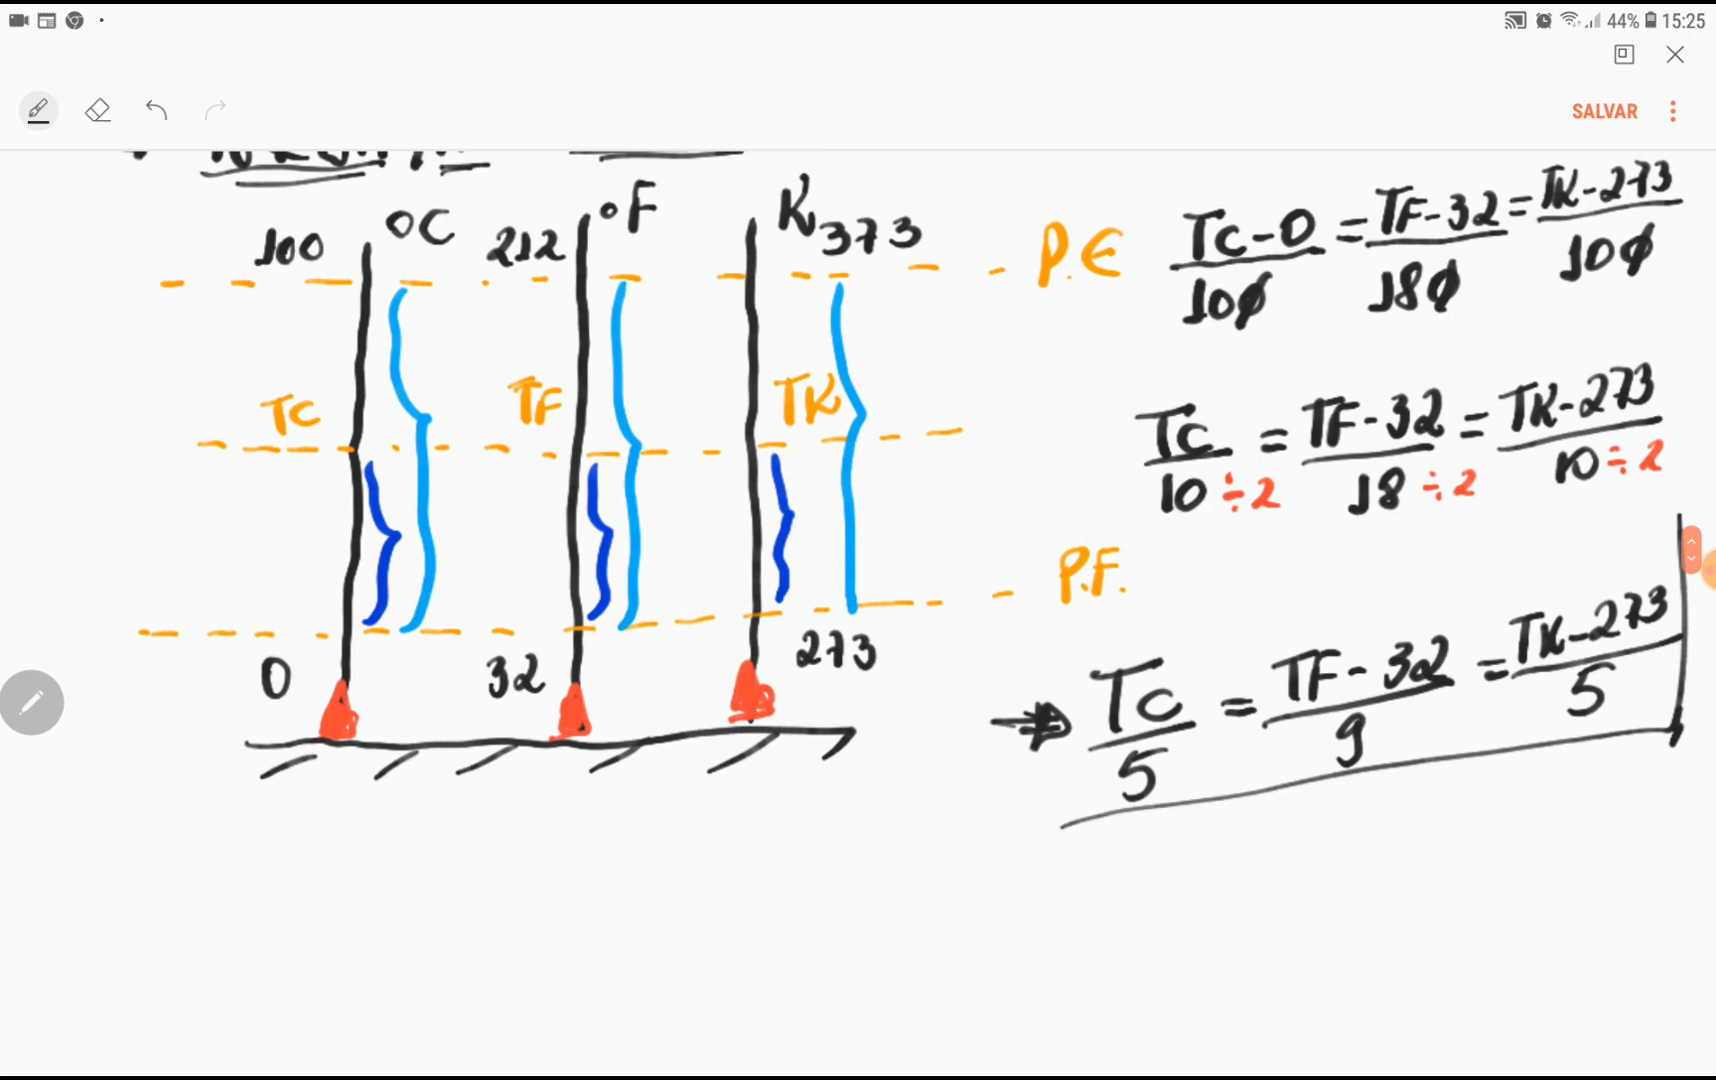 44% 15:25
SALVAR
°C °F K
100 212 373
P.E
TC TF TK
P.F.
0 32 273
TC-0/100 = TF-32/180 = TK-273/100
TC/10 ÷2 = TF-32/18 ÷2 = TK-273/10 ÷2
⇒ TC/5 = TF-32/9 = TK-273/5